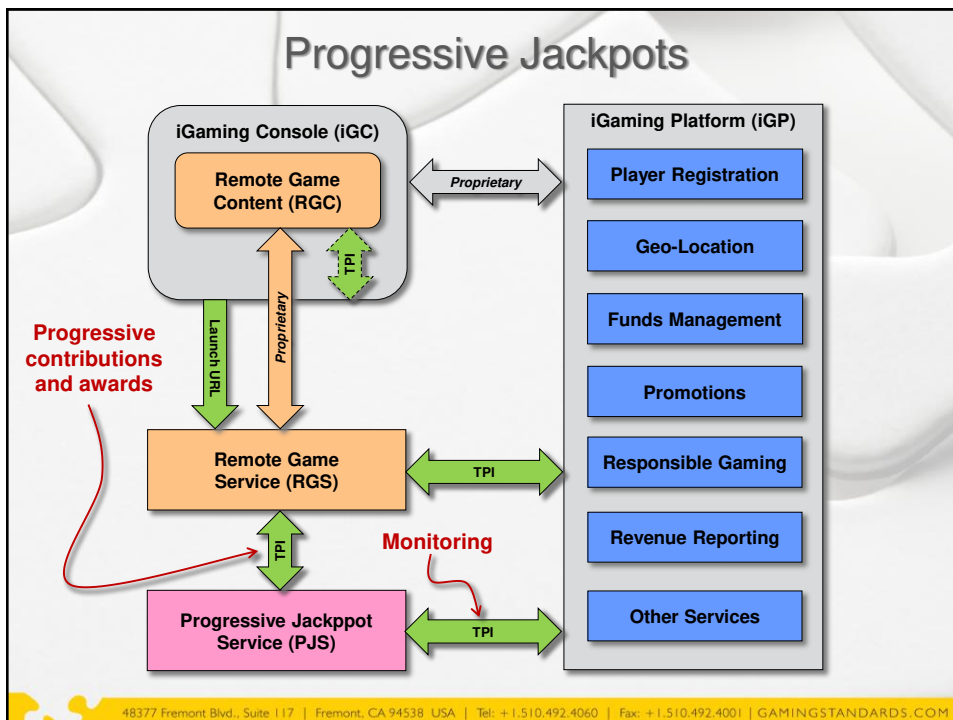 Progressive Jackpots
iGaming Console (iGC)
Remote Game
Content (RGC)
TPI
Proprietary
iGaming Platform (iGP)
Player Registration
Geo-Location
Funds Management
Promotions
Responsible Gaming
Revenue Reporting
Other Services
Progressive
contributions
and awards
Launch URL
Proprietary
Remote Game
Service (RGS)
TPI
TPI
Monitoring
Progressive Jackppot
Service (PJS)
TPI
48377 Fremont Blvd., Suite 117 | Fremont, CA 94538 USA | Tel: +1.510.492.4060 | Fax: +1.510.492.4001 | GAMINGSTANDARDS.COM